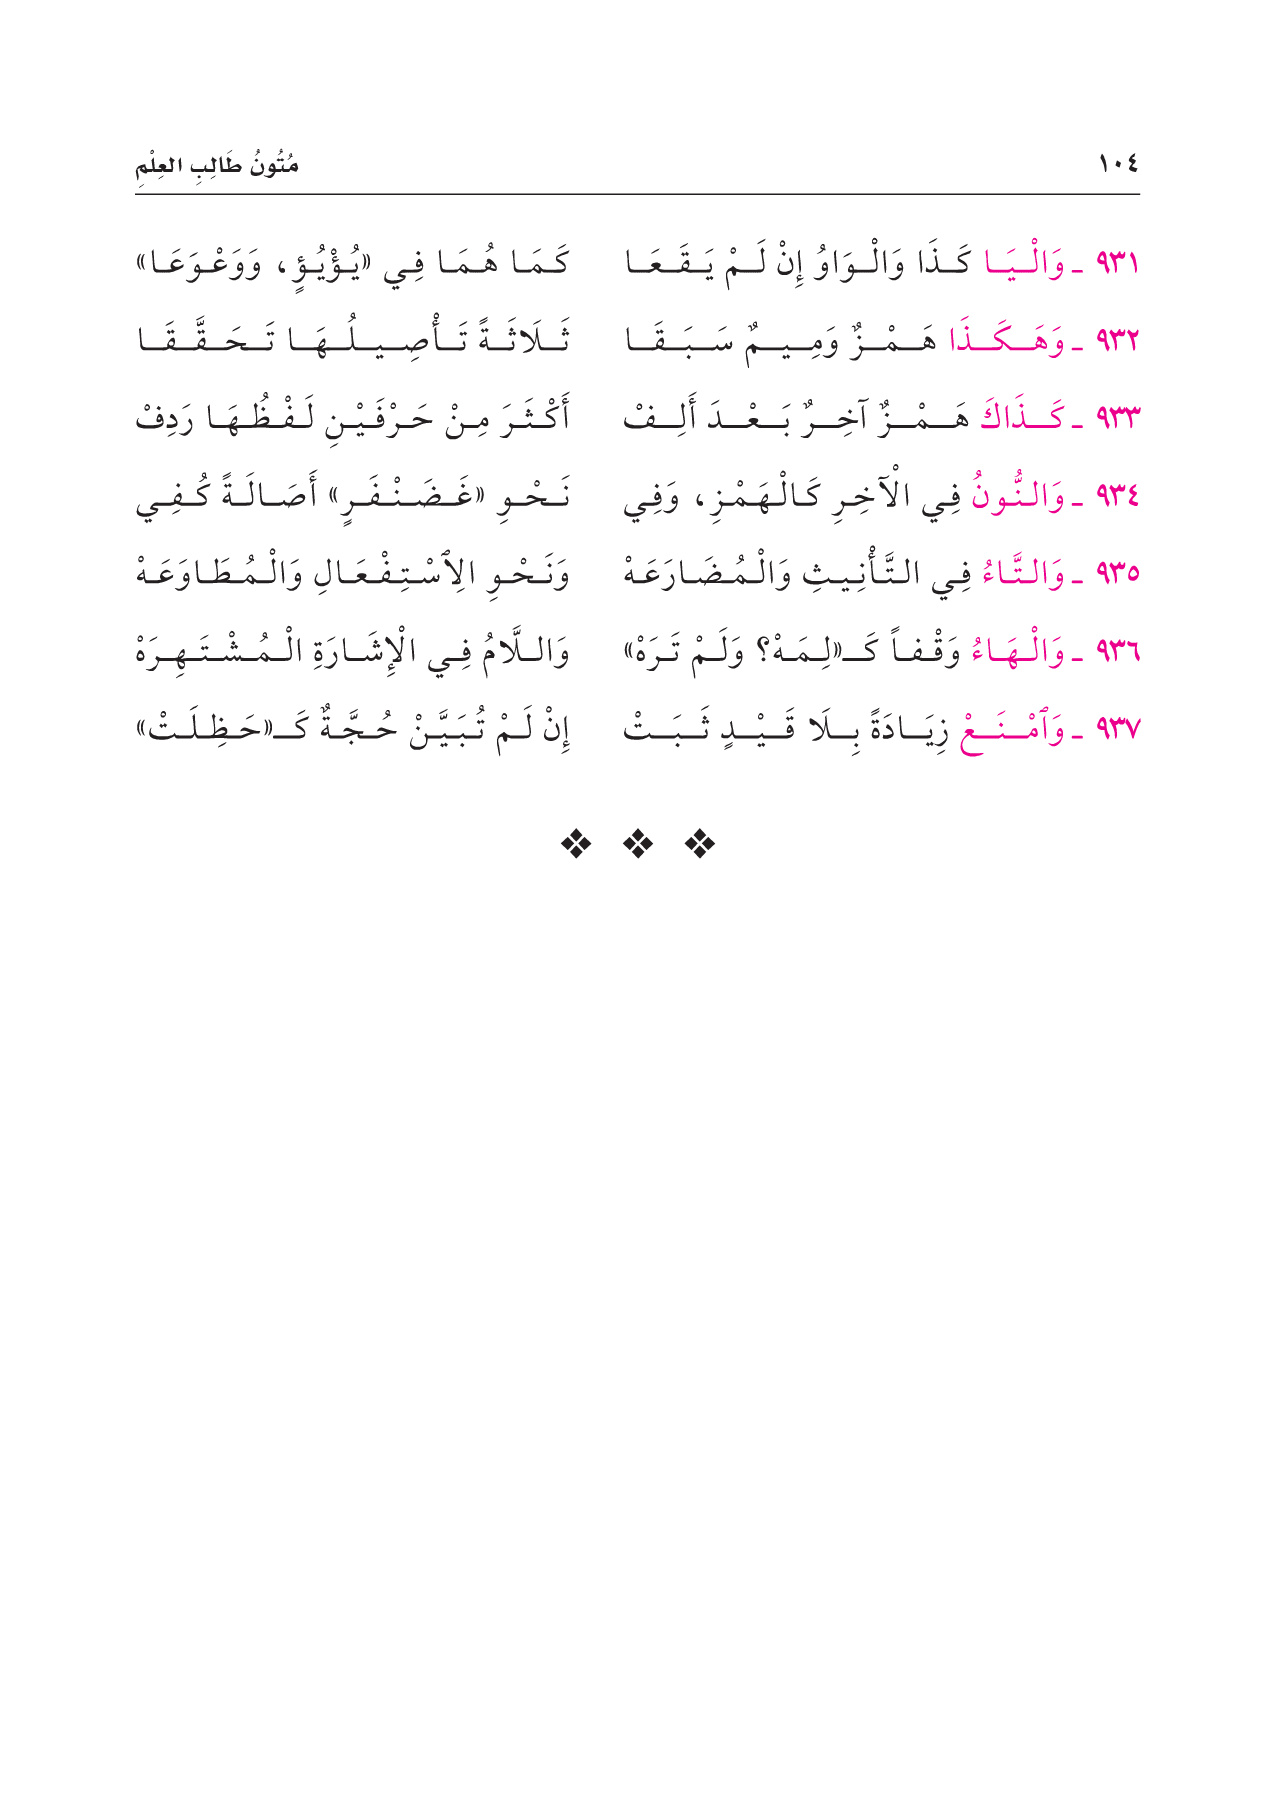 ١٠٤ مُتُونُ طَالِبِ العِلْمِ
٩٣١ ـ وَالْيَا كَذَا وَالْوَاوُ إِنْ لَمْ يَقَعَا كَمَا هُمَا فِي «يُؤْيُؤٍ، وَوَعْوَعَا»
٩٣٢ ـ وَهَكَذَا هَمْزٌ وَمِيمٌ سَبَقَا ثَلَاثَةً تَأْصِيلُهَا تَحَقَّقَا
٩٣٣ ـ كَذَاكَ هَمْزٌ آخِرٌ بَعْدَ أَلِفْ أَكْثَرَ مِنْ حَرْفَيْنِ لَفْظُهَا رَدِفْ
٩٣٤ ـ وَالنُّونُ فِي الْآخِرِ كَالْهَمْزِ، وَفِي نَحْوِ «غَضَنْفَرٍ» أَصَالَةً كُفِي
٩٣٥ ـ وَالتَّاءُ فِي التَّأْنِيثِ وَالْمُضَارَعَهْ وَنَحْوِ الِٱسْتِفْعَالِ وَالْمُطَاوَعَهْ
٩٣٦ ـ وَالْهَاءُ وَقْفاً كَـ«لِمَهْ؟ وَلَمْ تَرَهْ» وَاللَّامُ فِي الْإِشَارَةِ الْمُشْتَهِرَهْ
٩٣٧ ـ وَٱمْنَعْ زِيَادَةً بِلَا قَيْدٍ ثَبَتْ إِنْ لَمْ تُبَيَّنْ حُجَّةٌ كَـ«حَظِلَتْ»